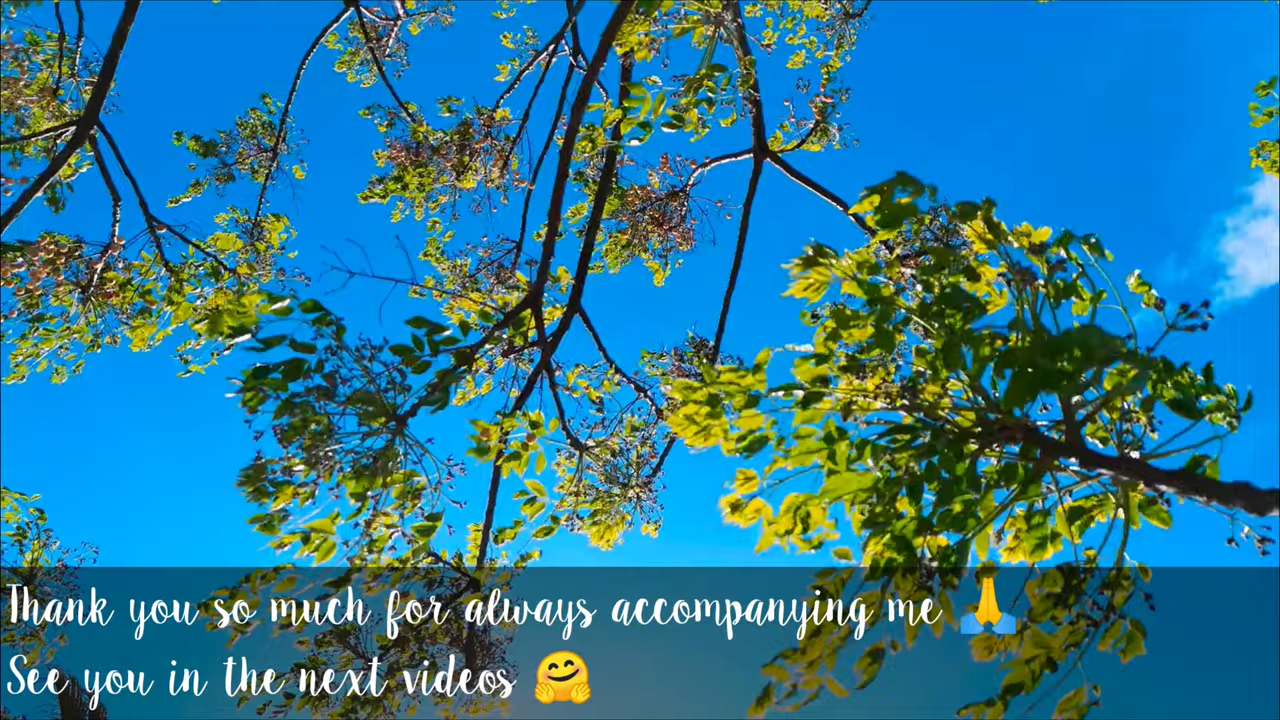 Thank you so much for always accompanying me 🙏
See you in the next videos 🤗